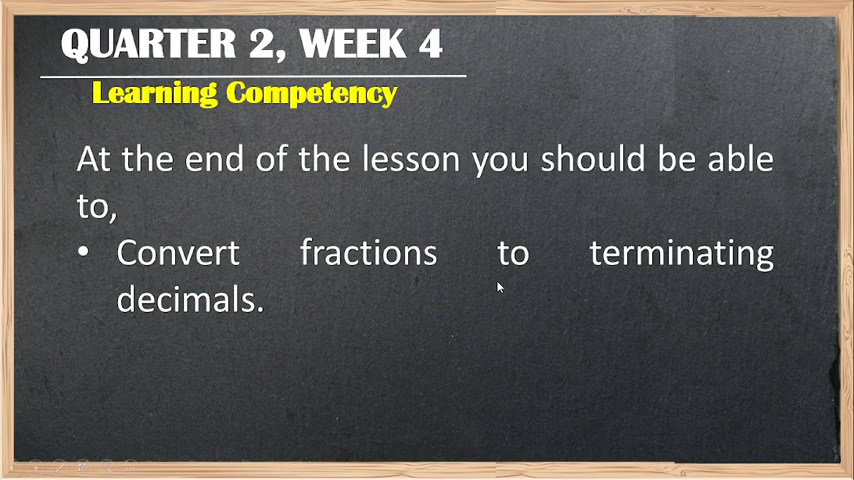 QUARTER 2, WEEK 4
Learning Competency
At the end of the lesson you should be able
to,
• Convert fractions to terminating
decimals.